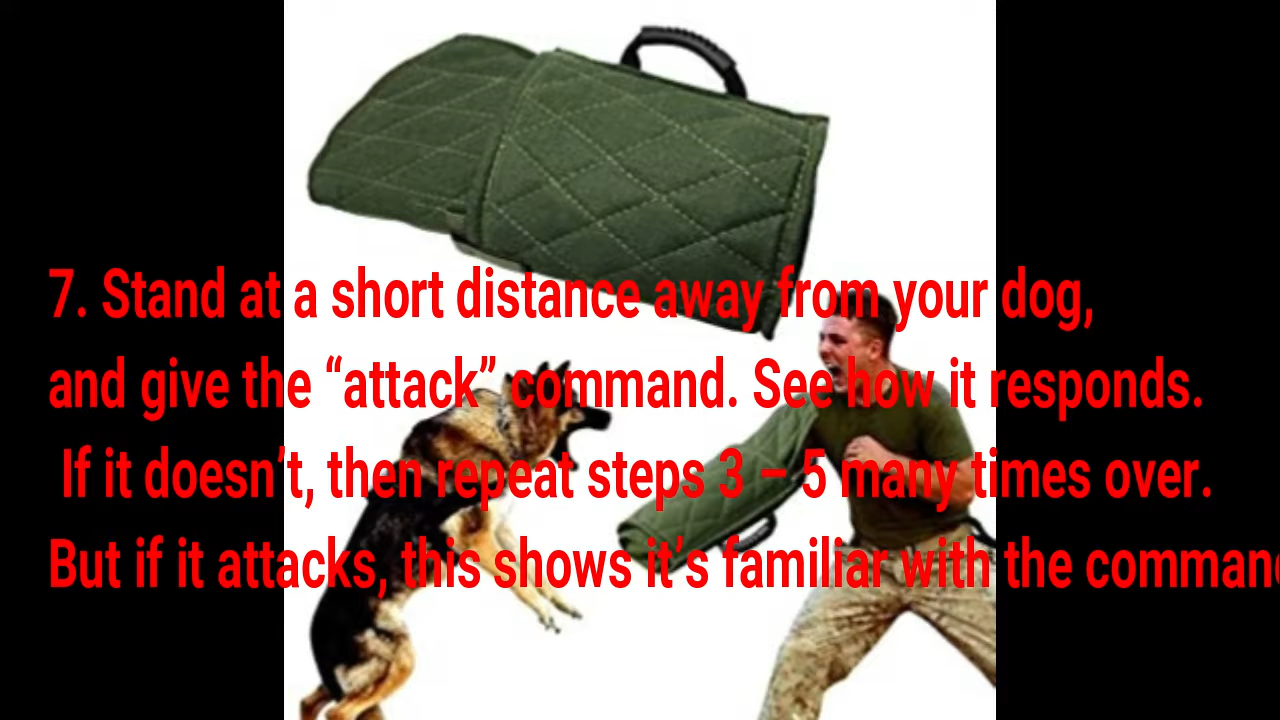 7. Stand at a short distance away from your dog,
and give the “attack” command. See how it responds.
If it doesn’t, then repeat steps 3 – 5 many times over.
But if it attacks, this shows it’s familiar with the